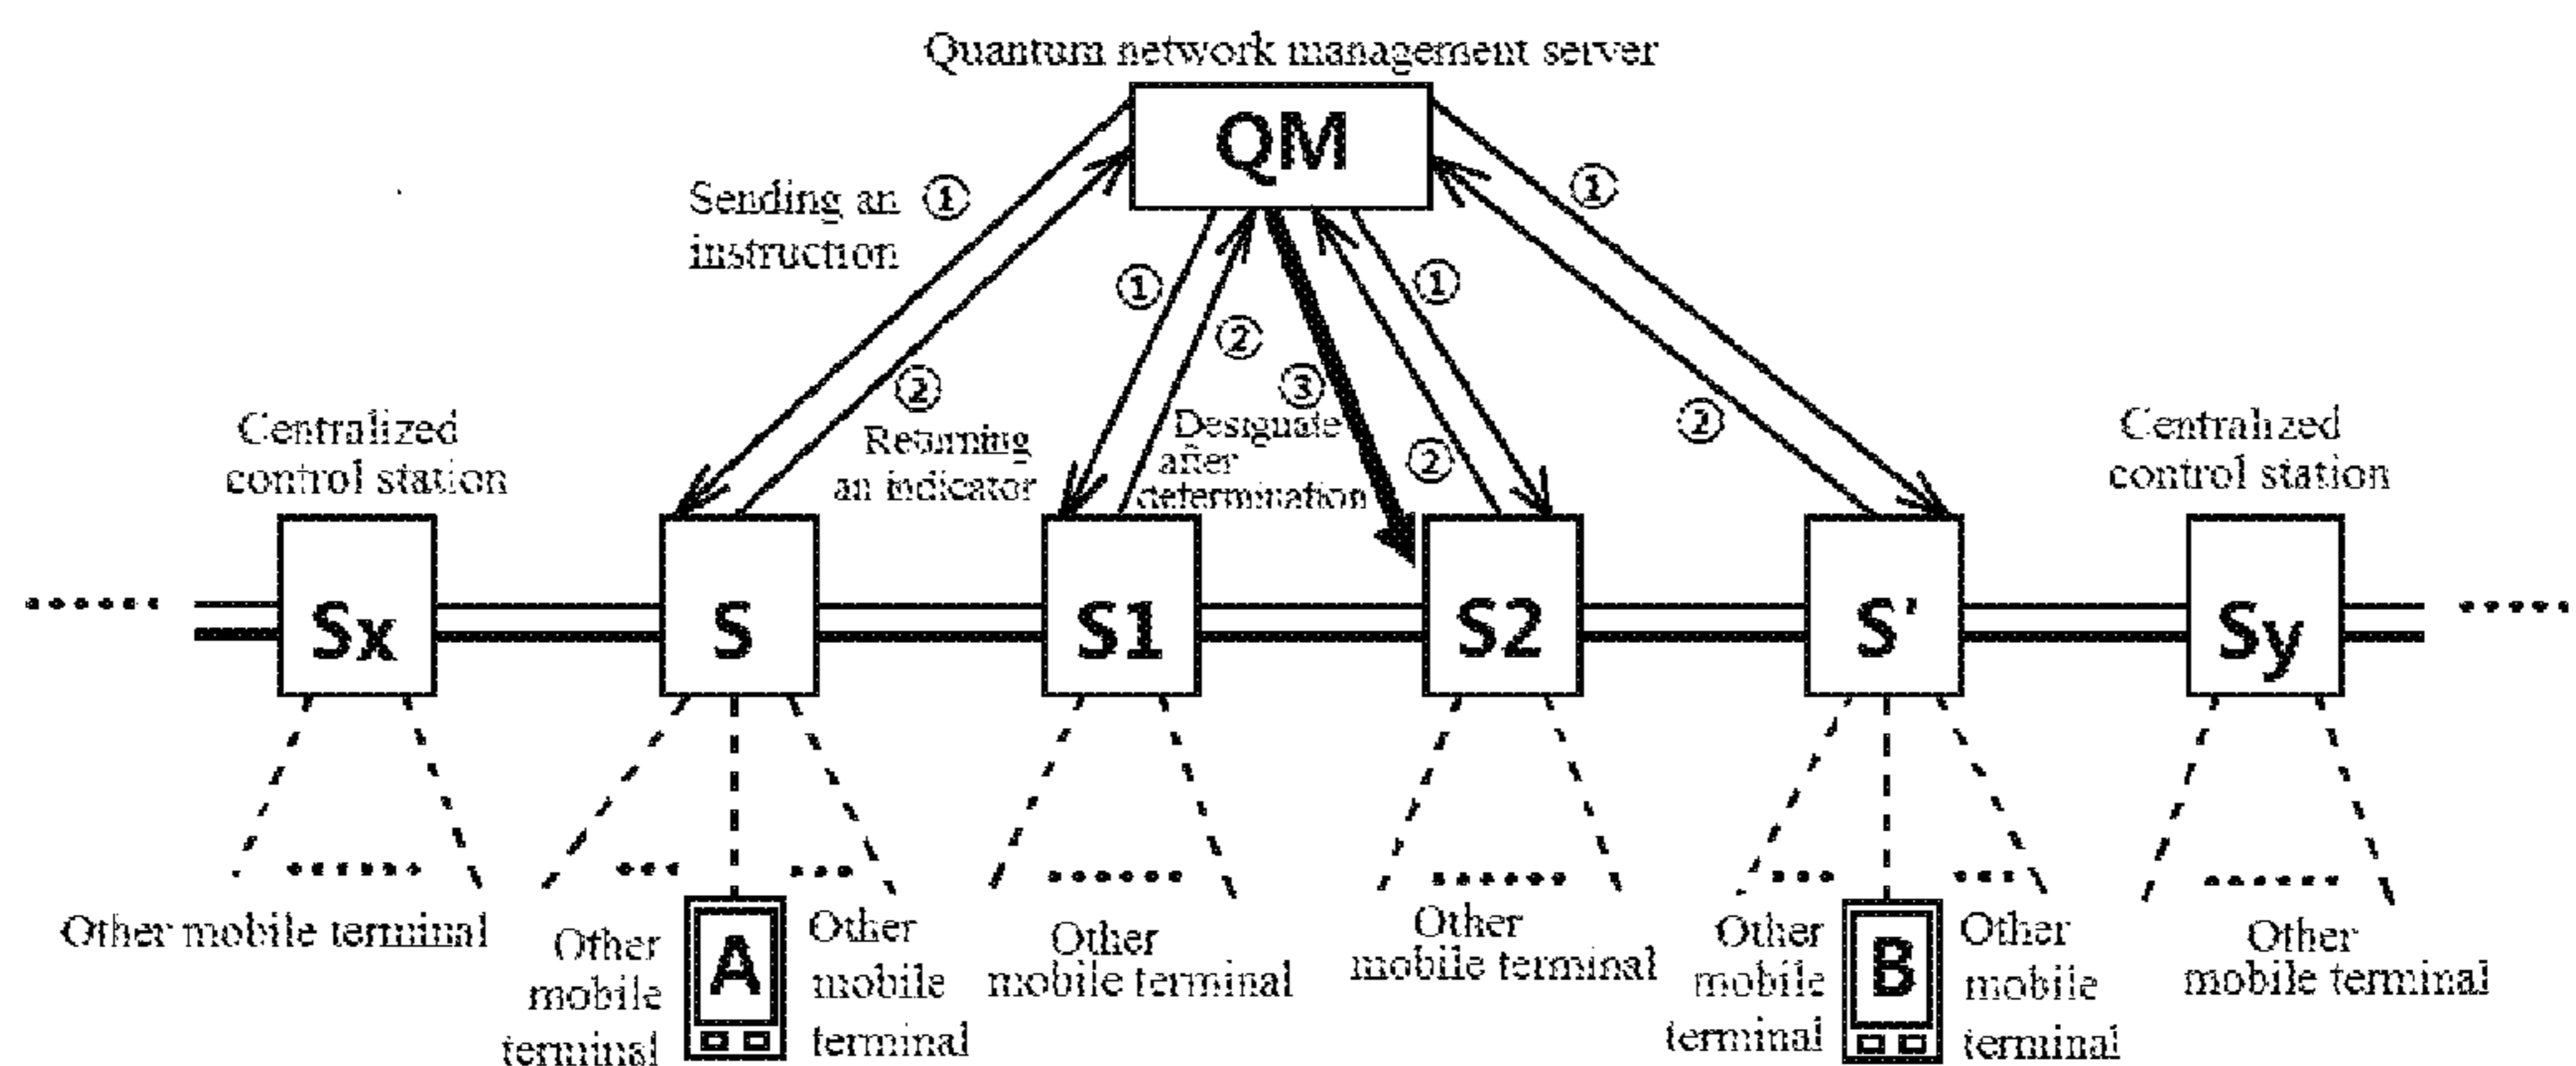 Quantum network management server
QM
Sending an ①
instruction
①
①
①
②
②
③
②
②
Returning
an indicator
Designate
after
determination
Centralized
control station
Centralized
control station
Sx
S
S1
S2
S'
Sy
Other mobile terminal
Other
mobile
terminal
A
Other
mobile
terminal
Other
mobile terminal
Other
mobile terminal
Other
mobile
terminal
B
Other
mobile
terminal
Other
mobile terminal